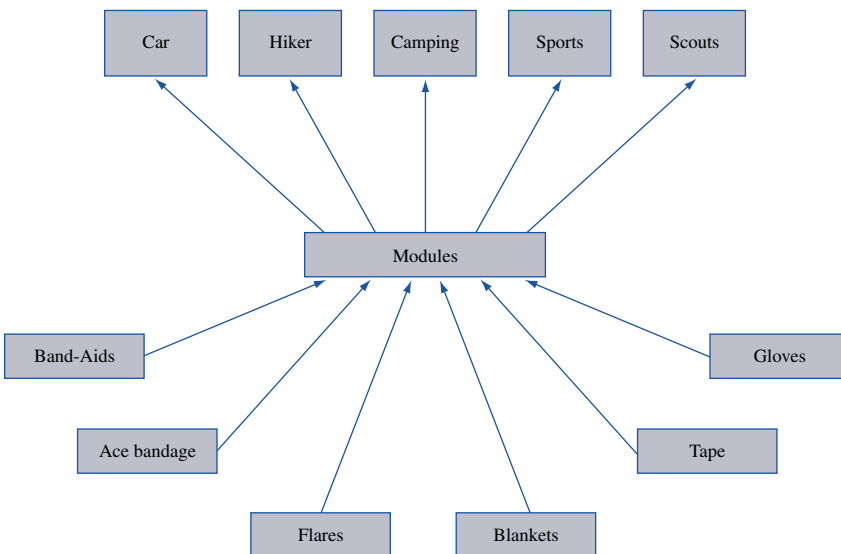 Car
Hiker
Camping
Sports
Scouts
Modules
Band-Aids
Gloves
Ace bandage
Tape
Flares
Blankets